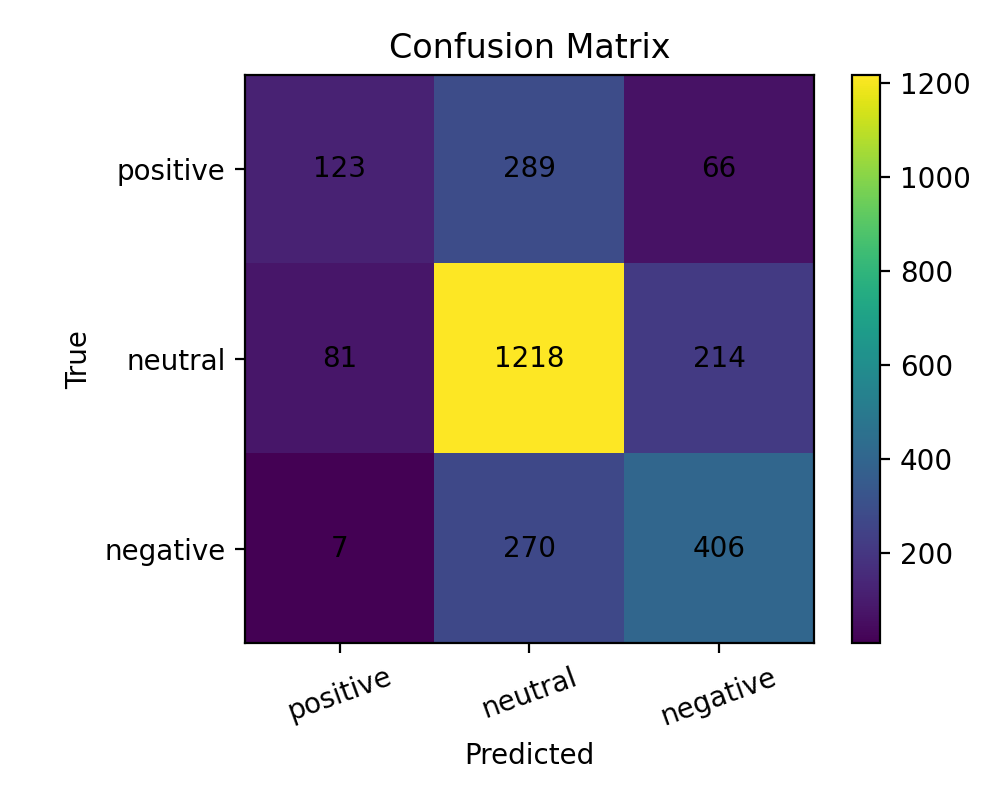 Confusion Matrix
positive 123 289 66
neutral 81 1218 214
negative 7 270 406
positive neutral negative
Predicted
True
1200
1000
800
600
400
200